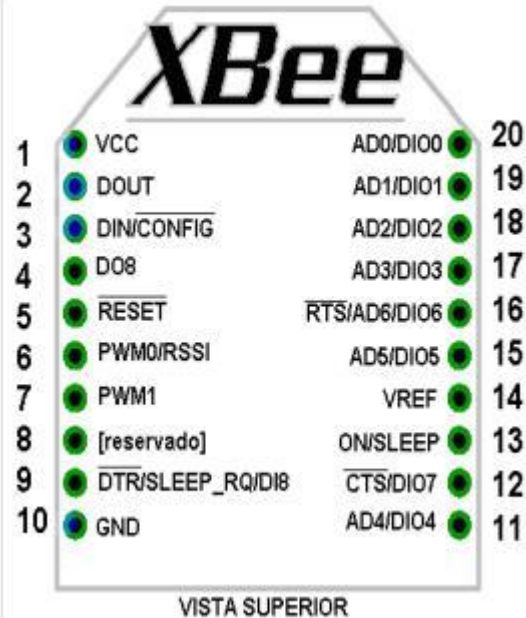 XBee
1 VCC AD0/DIO0 20
2 DOUT AD1/DIO1 19
3 DIN/CONFIG AD2/DIO2 18
4 DO8 AD3/DIO3 17
5 RESET RTS/AD6/DIO6 16
6 PWM0/RSSI AD5/DIO5 15
7 PWM1 VREF 14
8 [reservado] ON/SLEEP 13
9 DTR/SLEEP_RQ/DI8 CTS/DIO7 12
10 GND AD4/DIO4 11
VISTA SUPERIOR